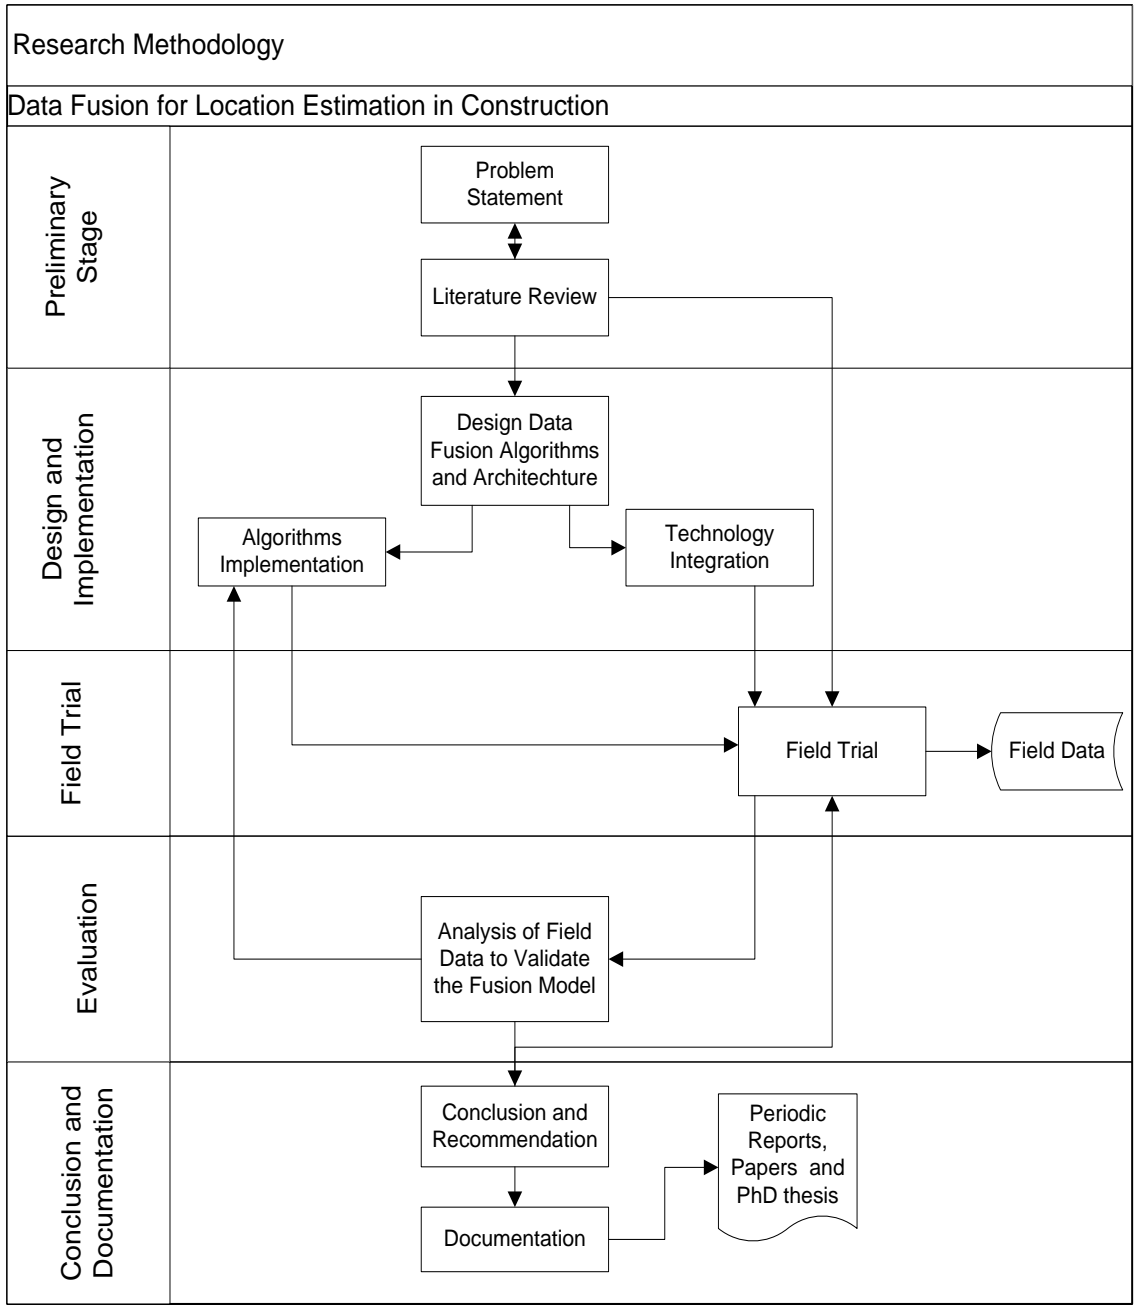 Research Methodology
Data Fusion for Location Estimation in Construction
Preliminary
Stage
Problem
Statement
Literature Review
Design and
Implementation
Design Data
Fusion Algorithms
and Architechture
Algorithms
Implementation
Technology
Integration
Field Trial
Field Trial
Field Data
Evaluation
Analysis of Field
Data to Validate
the Fusion Model
Conclusion and
Documentation
Conclusion and
Recommendation
Periodic
Reports,
Papers and
PhD thesis
Documentation